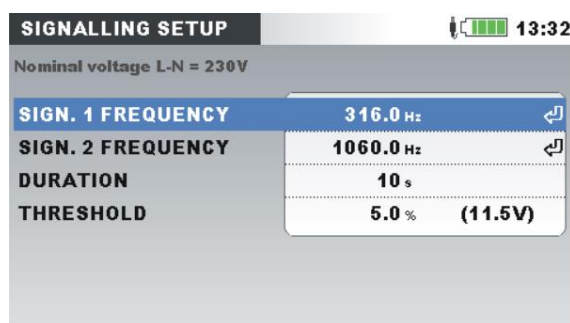 SIGNALLING SETUP 13:32
Nominal voltage L-N = 230V
SIGN. 1 FREQUENCY 316.0 Hz
SIGN. 2 FREQUENCY 1060.0 Hz
DURATION 10 s
THRESHOLD 5.0 % (11.5V)